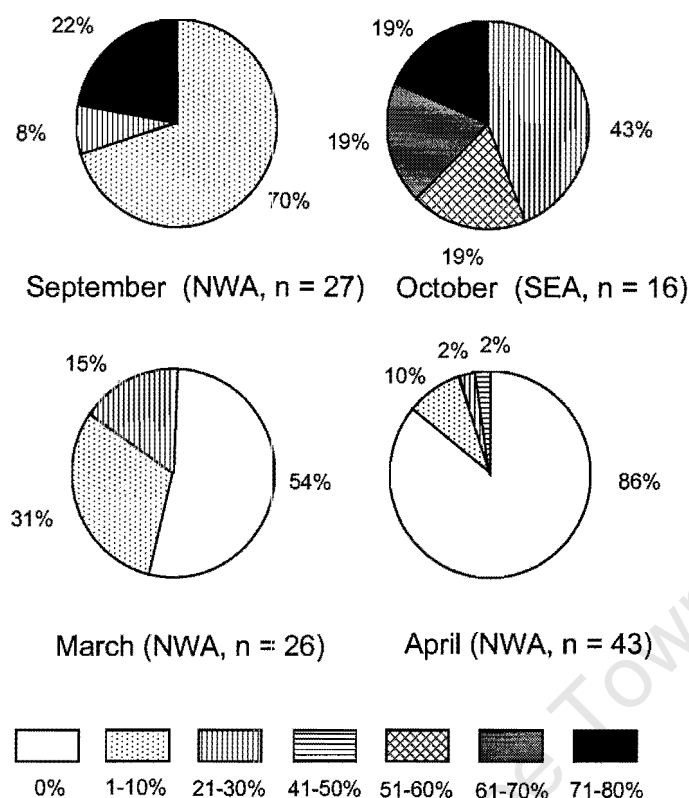 22%
8%
70%
September (NWA, n = 27)
19%
19%
43%
19%
October (SEA, n = 16)
15%
31%
54%
March (NWA, n = 26)
10%
2%
2%
86%
April (NWA, n = 43)
0% 1-10% 21-30% 41-50% 51-60% 61-70% 71-80%
e Town